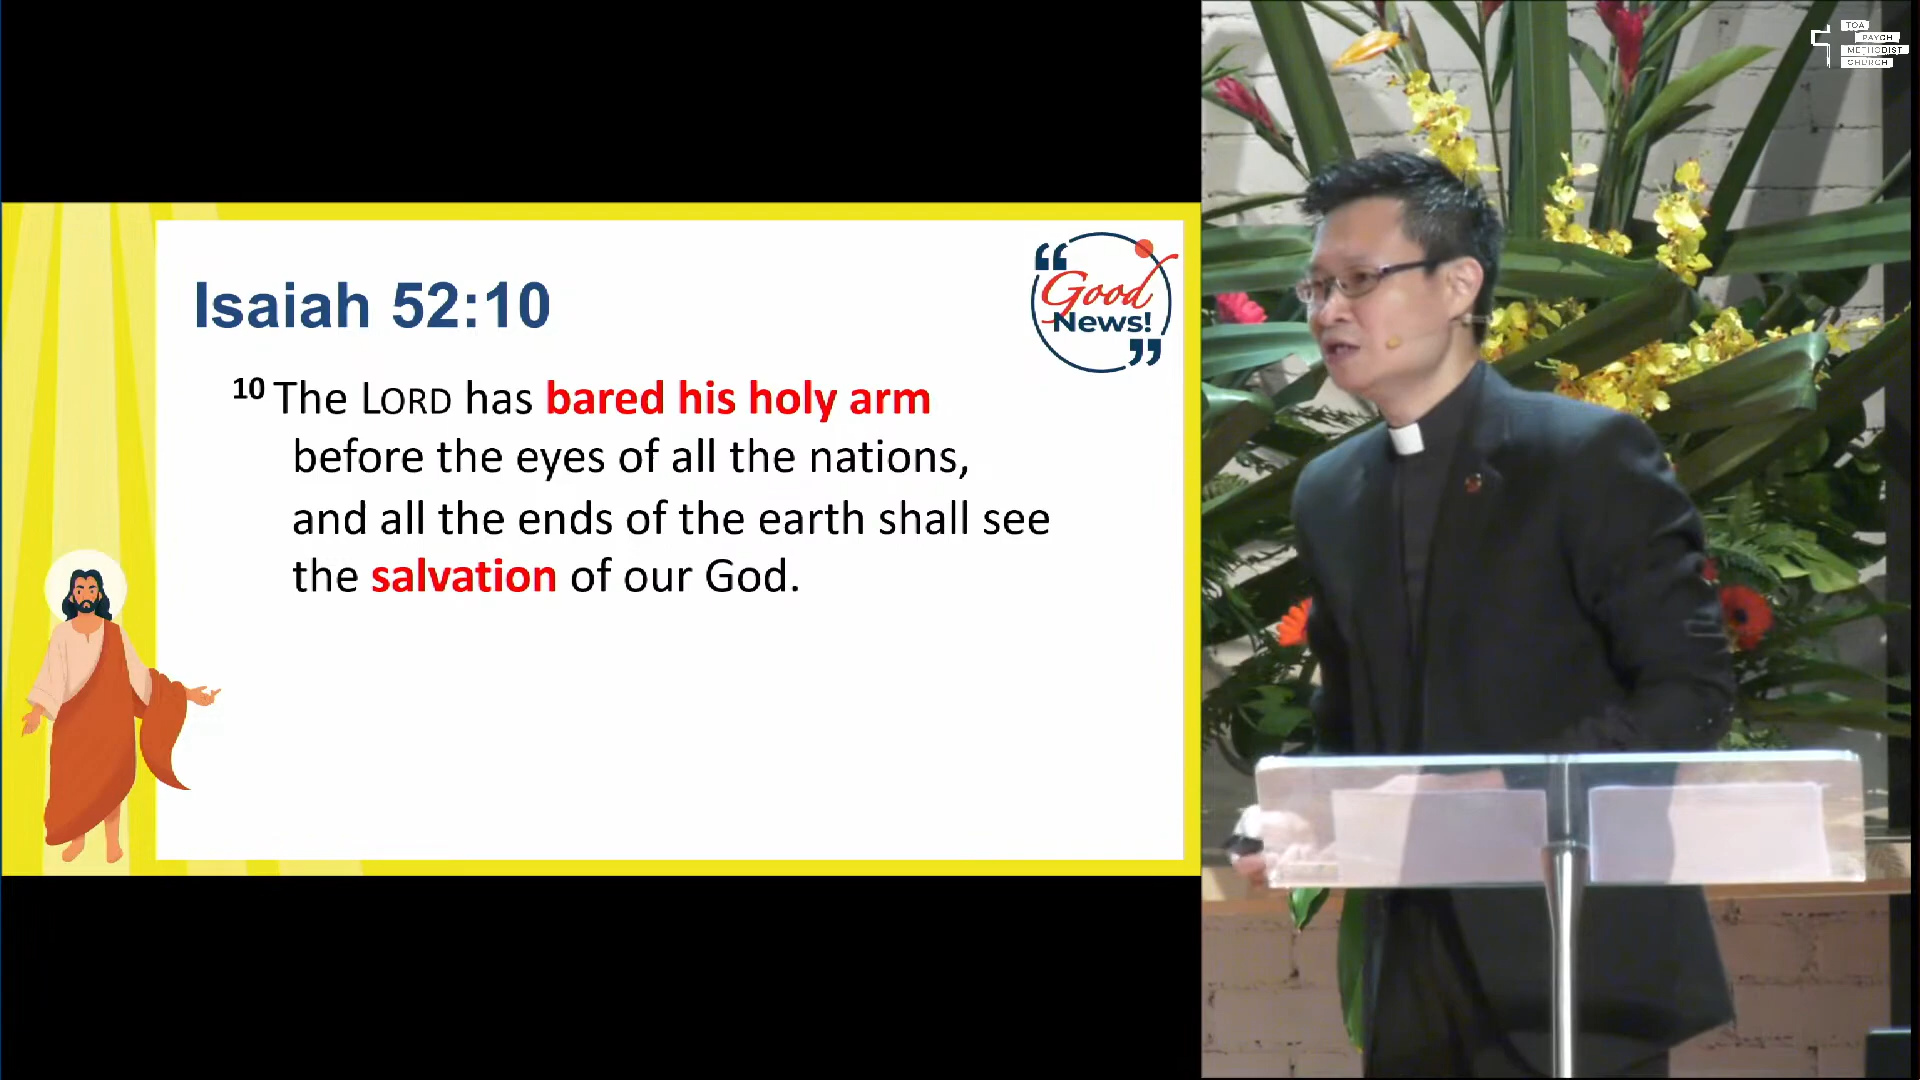 Isaiah 52:10
“Good
News!”
10 The LORD has bared his holy arm
before the eyes of all the nations,
and all the ends of the earth shall see
the salvation of our God.
TOA
PAYOH
METHODIST
CHURCH